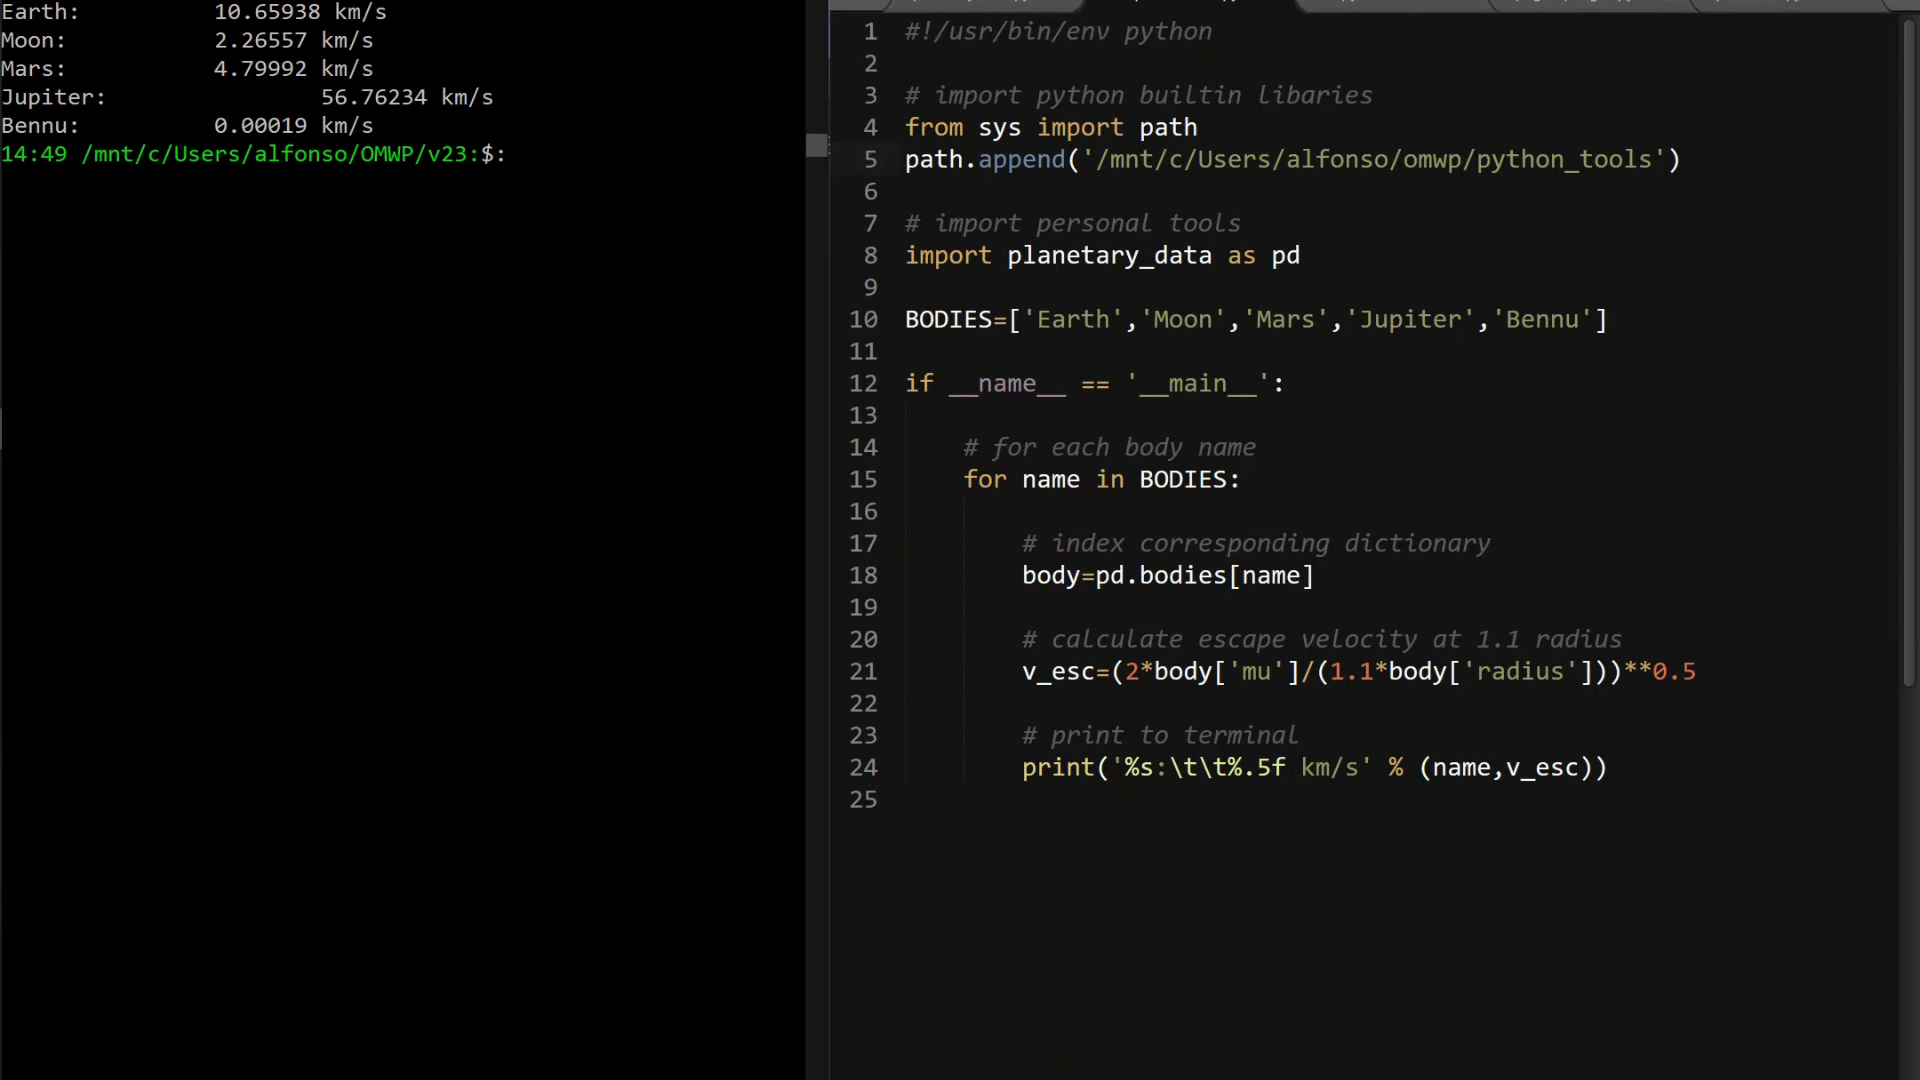 Earth: 10.65938 km/s
Moon: 2.26557 km/s
Mars: 4.79992 km/s
Jupiter: 56.76234 km/s
Bennu: 0.00019 km/s
14:49 /mnt/c/Users/alfonso/OMWP/v23:$:
1 #!/usr/bin/env python
2
3 # import python builtin libaries
4 from sys import path
5 path.append('/mnt/c/Users/alfonso/omwp/python_tools')
6
7 # import personal tools
8 import planetary_data as pd
9
10 BODIES=['Earth','Moon','Mars','Jupiter','Bennu']
11
12 if __name__ == '__main__':
13
14 # for each body name
15 for name in BODIES:
16
17 # index corresponding dictionary
18 body=pd.bodies[name]
19
20 # calculate escape velocity at 1.1 radius
21 v_esc=(2*body['mu']/(1.1*body['radius']))**0.5
22
23 # print to terminal
24 print('%s:\t\t%.5f km/s' % (name,v_esc))
25